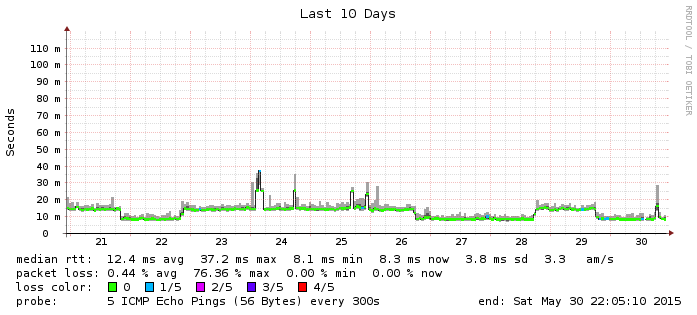 Last 10 Days
RRDTOOL / TOBI OETIKER
Seconds
110 m
100 m
90 m
80 m
70 m
60 m
50 m
40 m
30 m
20 m
10 m
0
21 22 23 24 25 26 27 28 29 30
median rtt: 12.4 ms avg 37.2 ms max 8.1 ms min 8.3 ms now 3.8 ms sd 3.3 am/s
packet loss: 0.44 % avg 76.36 % max 0.00 % min 0.00 % now
loss color: 0 1/5 2/5 3/5 4/5
probe: 5 ICMP Echo Pings (56 Bytes) every 300s end: Sat May 30 22:05:10 2015